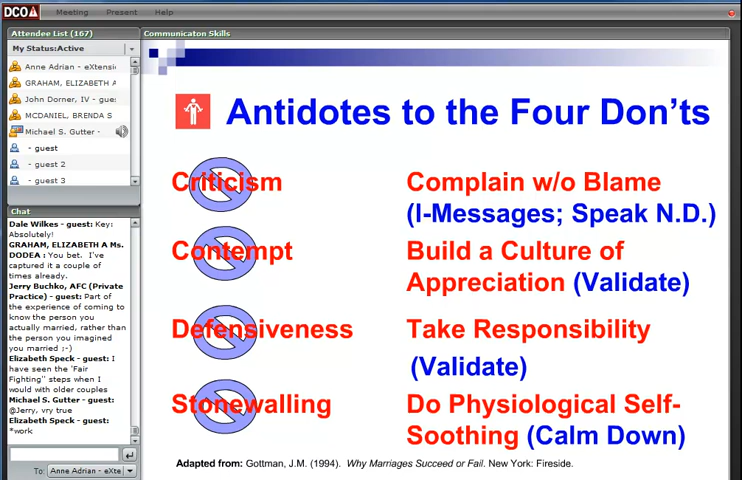 DCO Meeting Present Help
Attendee List (167)
My Status:Active
Anne Adrian - eXtensi
GRAHAM, ELIZABETH A
John Dorner, IV - gue:
MCDANIEL, BRENDA S
Michael S. Gutter -
- guest
guest 2
guest 3
Chat
Dale Wilkes - guest: Key:
Absolutely!
GRAHAM, ELIZABETH A Ms.
DODEA : You bet. I've
captured it a couple of
times already.
Jerry Buchko, AFC (Private
Practice) - guest: Part of
the experience of coming to
know the person you
actually married, rather than
the person you imagined
you married ;-)
Elizabeth Speck - guest: I
have seen the 'Fair
Fighting" steps when I
would with older couples
Michael S. Gutter - guest:
@Jerry, vry true
Elizabeth Speck - guest:
*work
To: Anne Adrian - eXte
Communicaton Skills
Antidotes to the Four Don'ts
Criticism Complain w/o Blame
(I-Messages; Speak N.D.)
Contempt Build a Culture of
Appreciation (Validate)
Defensiveness Take Responsibility
(Validate)
Stonewalling Do Physiological Self-
Soothing (Calm Down)
Adapted from: Gottman, J.M. (1994). Why Marriages Succeed or Fail. New York: Fireside.